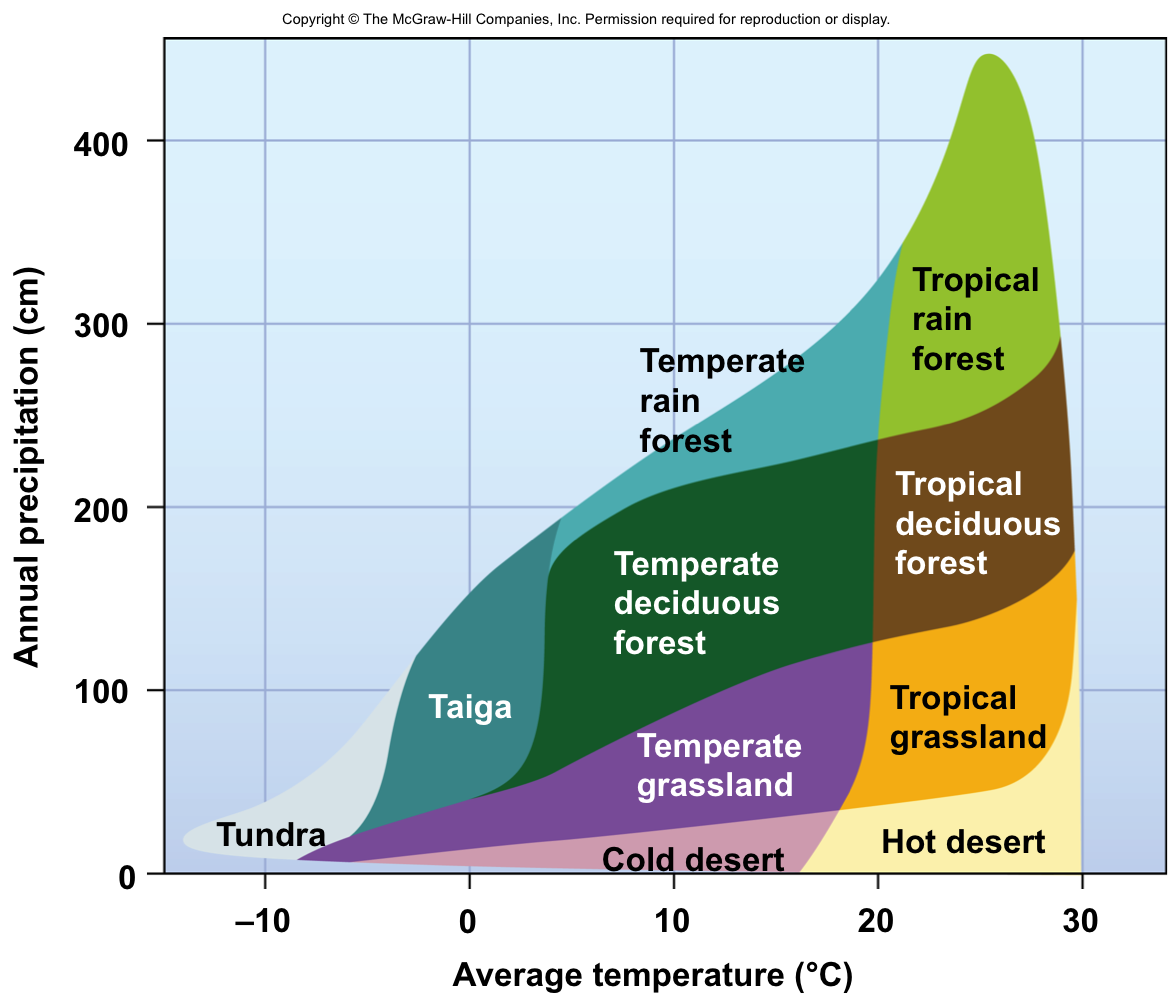 Copyright © The McGraw-Hill Companies, Inc. Permission required for reproduction or display.
Annual precipitation (cm)
400
300
200
100
0
Tropical
rain
forest
Temperate
rain
forest
Tropical
deciduous
forest
Temperate
deciduous
forest
Taiga
Tropical
grassland
Temperate
grassland
Tundra
Cold desert
Hot desert
–10
0
10
20
30
Average temperature (°C)